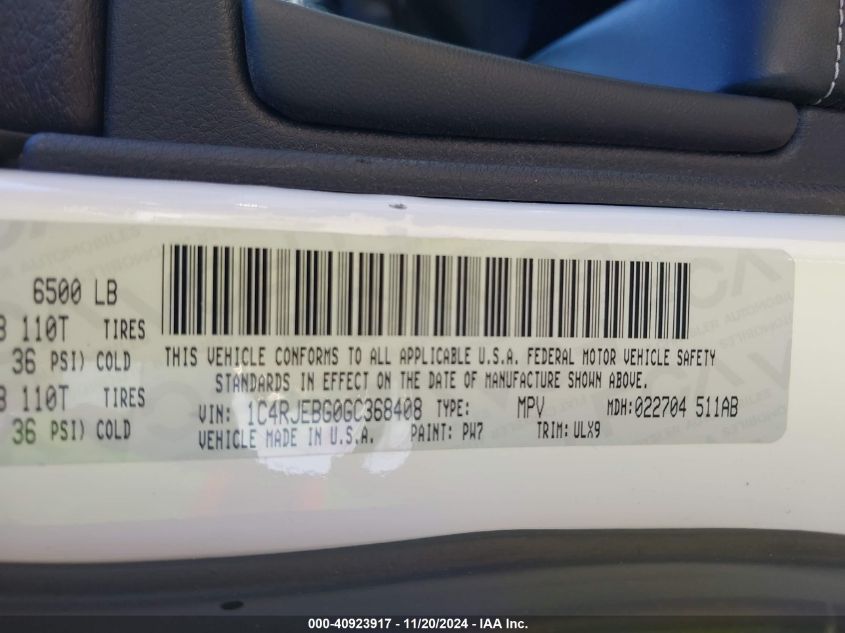 6500 LB
B 110T TIRES
36 PSI) COLD
B 110T TIRES
36 PSI) COLD
THIS VEHICLE CONFORMS TO ALL APPLICABLE U.S.A. FEDERAL MOTOR VEHICLE SAFETY
STANDARDS IN EFFECT ON THE DATE OF MANUFACTURE SHOWN ABOVE.
VIN: 1C4RJEBG0GC368408 TYPE: MPV MDH:022704 511AB
VEHICLE MADE IN U.S.A. PAINT: PW7 TRIM:ULX9
000-40923917 - 11/20/2024 - IAA Inc.